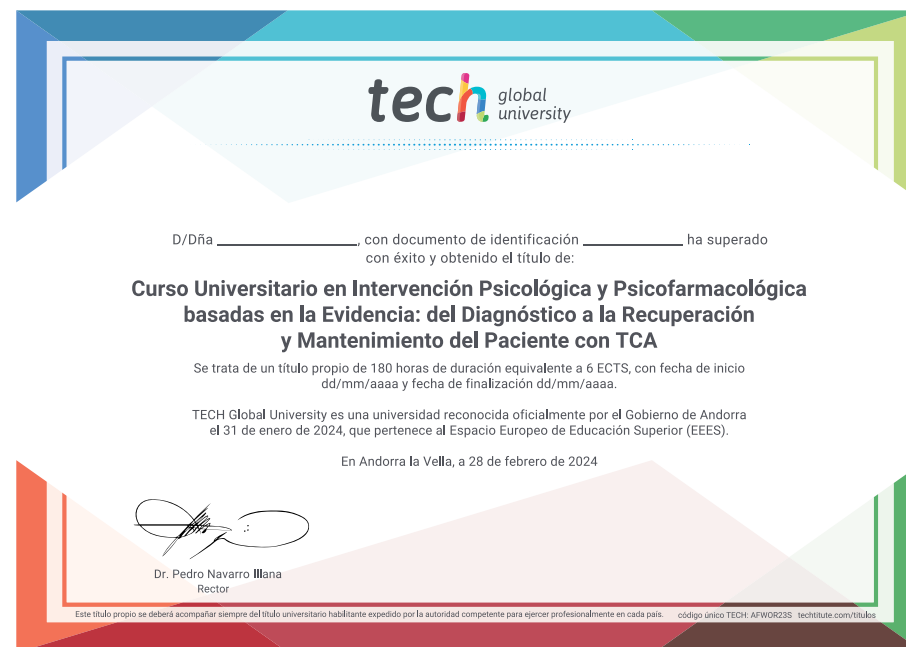 tech global university
D/Dña ____________________, con documento de identificación ______________ ha superado
con éxito y obtenido el título de:
Curso Universitario en Intervención Psicológica y Psicofarmacológica
basadas en la Evidencia: del Diagnóstico a la Recuperación
y Mantenimiento del Paciente con TCA
Se trata de un título propio de 180 horas de duración equivalente a 6 ECTS, con fecha de inicio
dd/mm/aaaa y fecha de finalización dd/mm/aaaa.
TECH Global University es una universidad reconocida oficialmente por el Gobierno de Andorra
el 31 de enero de 2024, que pertenece al Espacio Europeo de Educación Superior (EEES).
En Andorra la Vella, a 28 de febrero de 2024
Dr. Pedro Navarro Illana
Rector
Este título propio se deberá acompañar siempre del título universitario habilitante expedido por la autoridad competente para ejercer profesionalmente en cada país. código único TECH: AFWOR23S techtitute.com/titulos